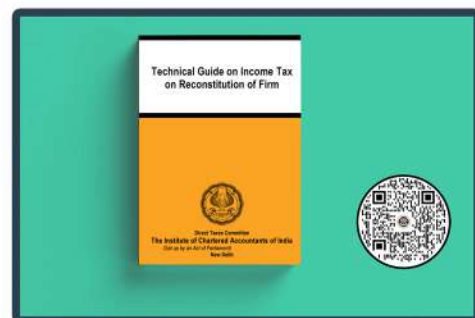 Technical Guide on Income Tax
on Reconstitution of Firm
Direct Taxes Committee
The Institute of Chartered Accountants of India
(Set up by an Act of Parliament)
New Delhi